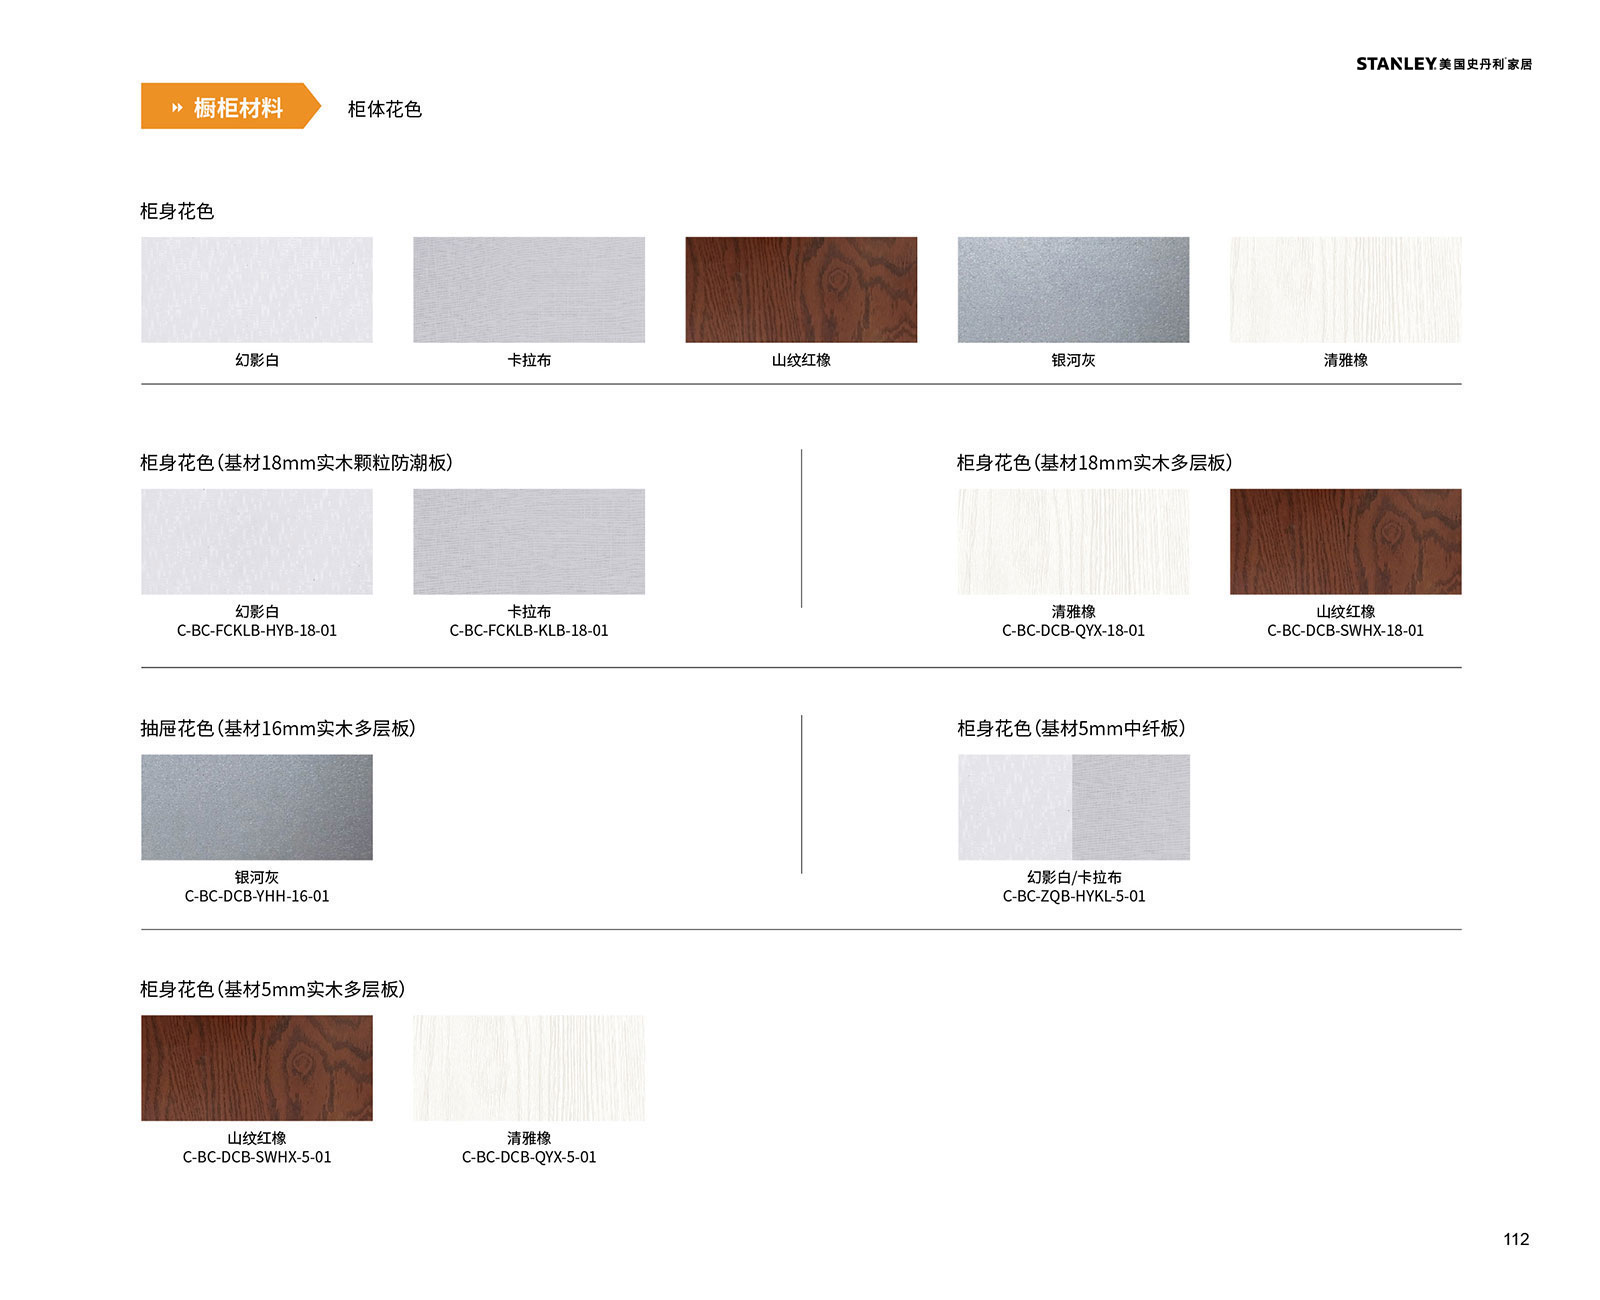 STANLEY.美国史丹利家居
橱柜材料
柜体花色
柜身花色
幻影白
卡拉布
山纹红橡
银河灰
清雅橡
柜身花色（基材18mm实木颗粒防潮板）
幻影白
C-BC-FCKLB-HYB-18-01
卡拉布
C-BC-FCKLB-KLB-18-01
柜身花色（基材18mm实木多层板）
清雅橡
C-BC-DCB-QYX-18-01
山纹红橡
C-BC-DCB-SWHX-18-01
抽屉花色（基材16mm实木多层板）
银河灰
C-BC-DCB-YHH-16-01
柜身花色（基材5mm中纤板）
幻影白/卡拉布
C-BC-ZQB-HYKL-5-01
柜身花色（基材5mm实木多层板）
山纹红橡
C-BC-DCB-SWHX-5-01
清雅橡
C-BC-DCB-QYX-5-01
112